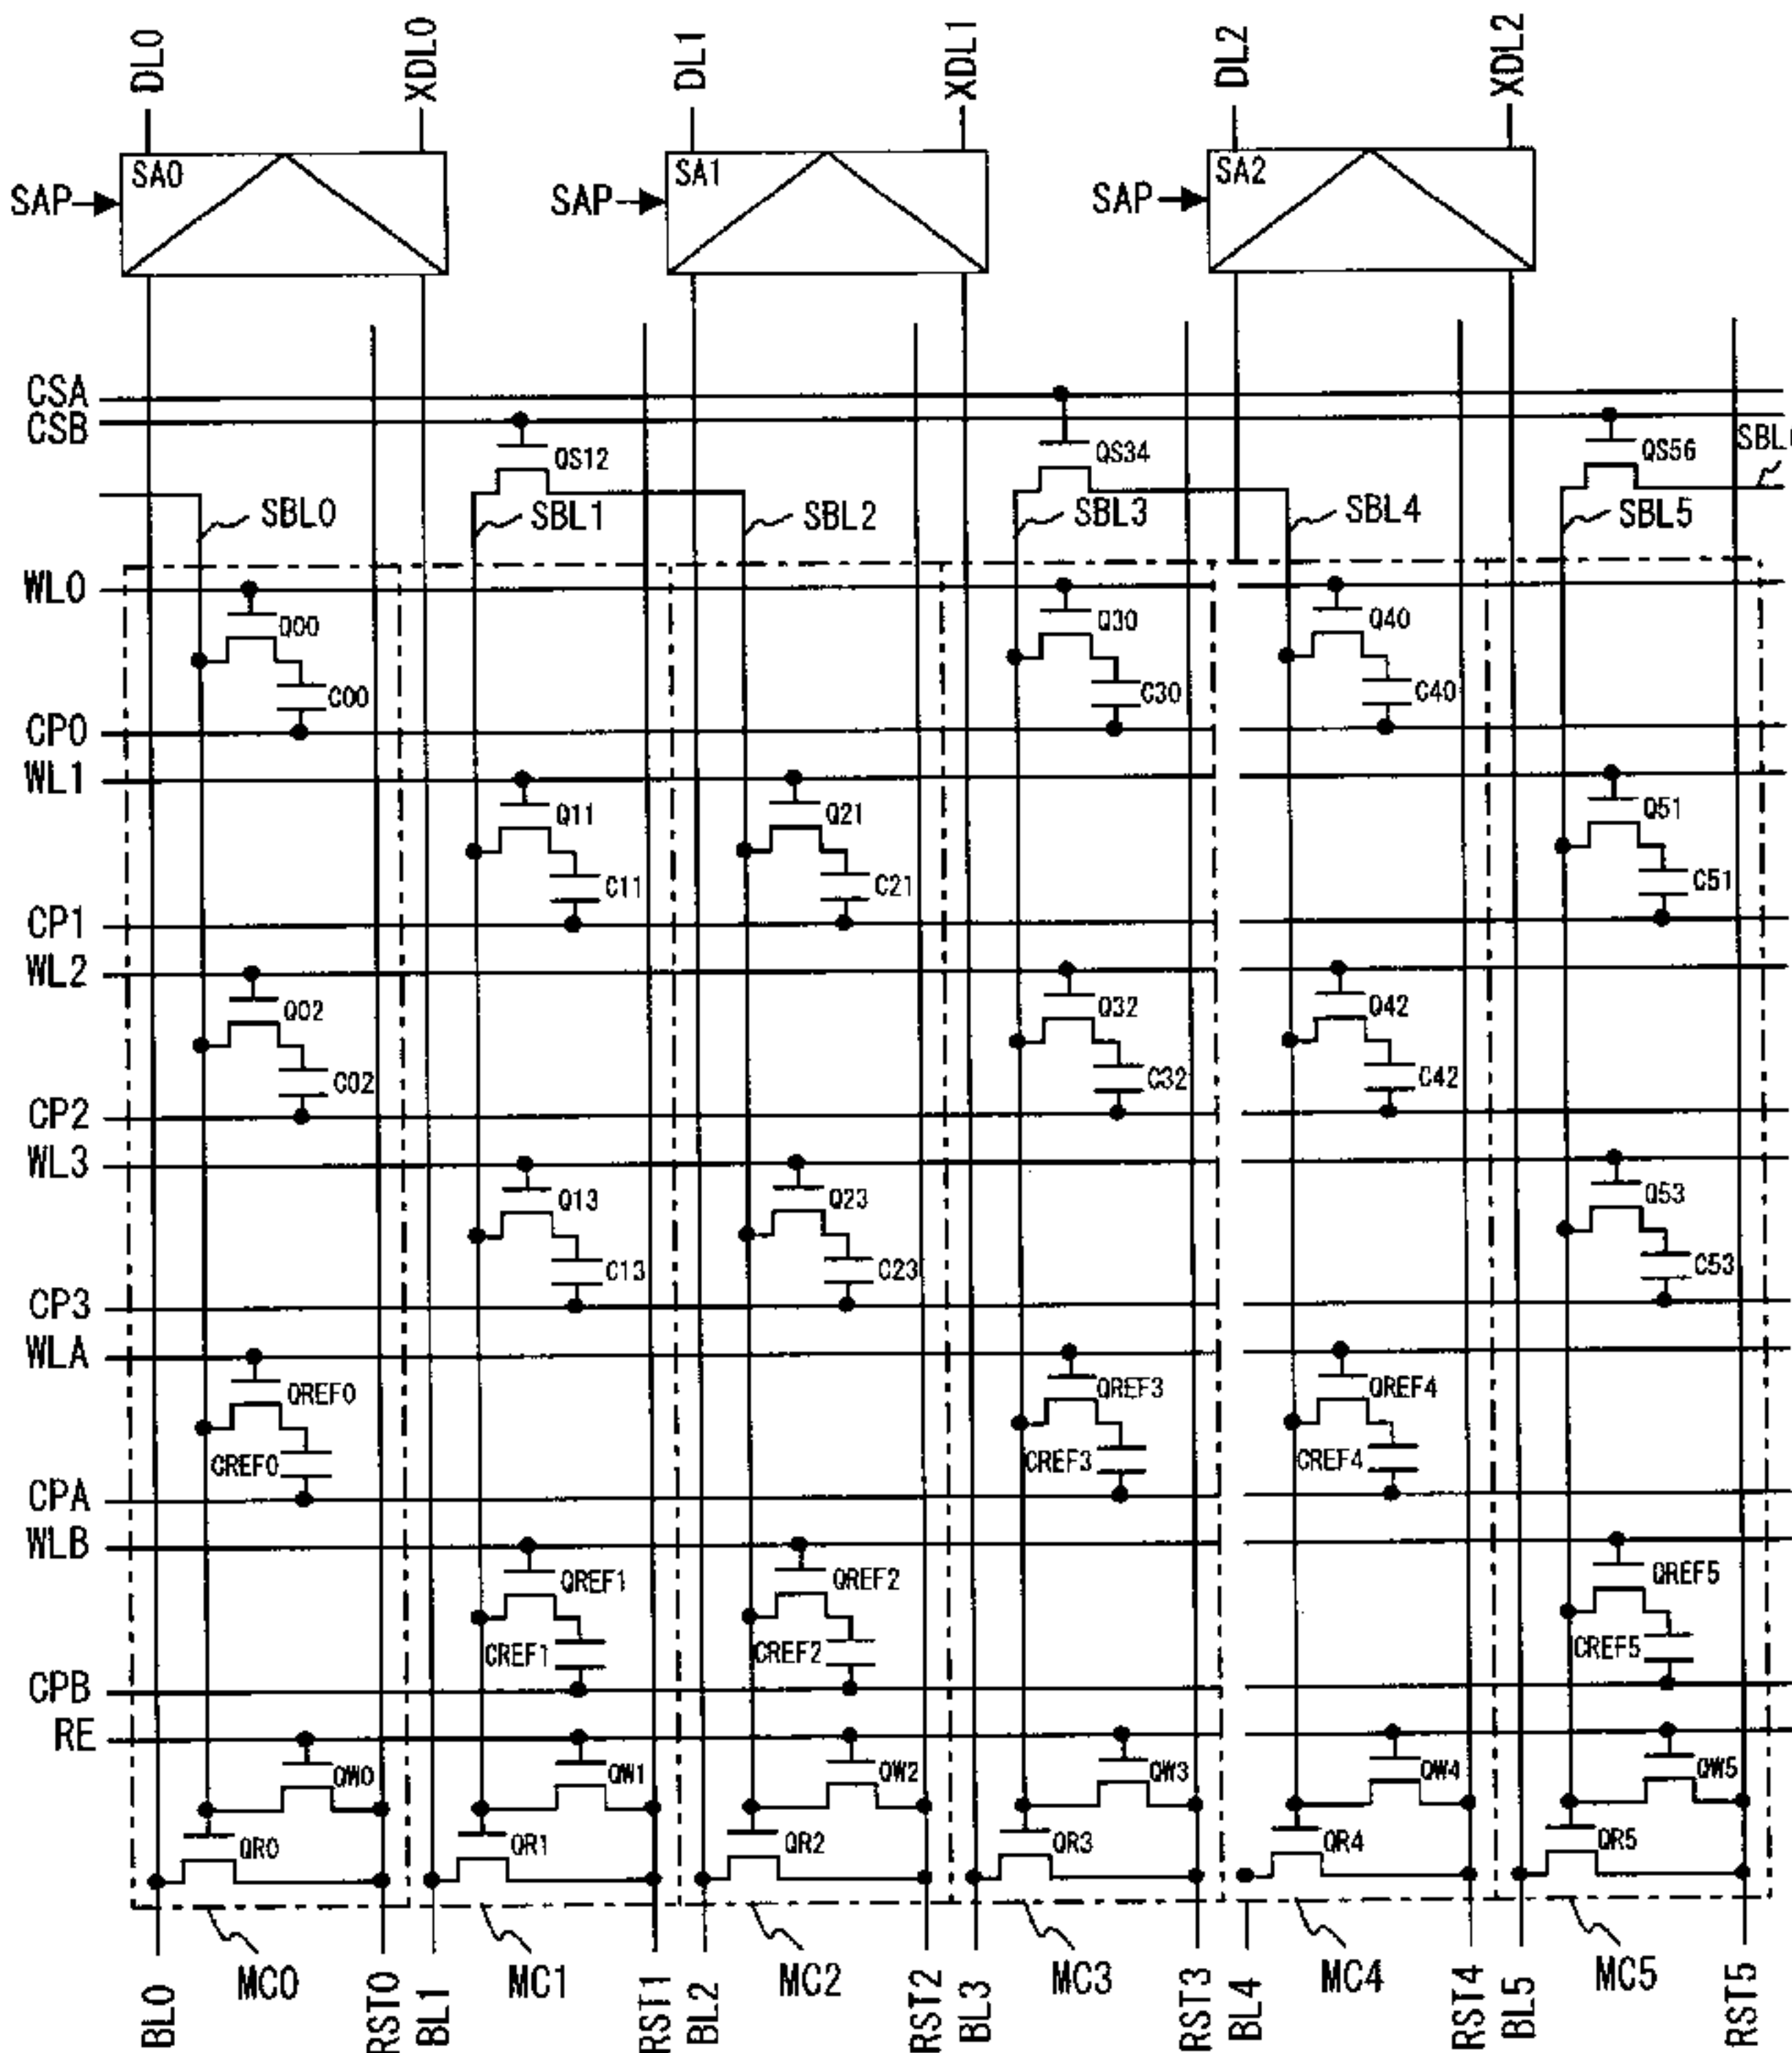 DL0 XDL0 DL1 XDL1 DL2 XDL2
SA0 SA1 SA2
SAP SAP SAP
CSA
CSB
QS12 QS34 QS56 SBL
SBL0 SBL1 SBL2 SBL3 SBL4 SBL5
WL0
Q00 Q30 Q40
C00 C30 C40
CP0
WL1
Q11 Q21 Q51
C11 C21 C51
CP1
WL2
Q02 Q32 Q42
C02 C32 C42
CP2
WL3
Q13 Q23 Q53
C13 C23 C53
CP3
WLA
QREF0 QREF3 QREF4
CREF0 CREF3 CREF4
CPA
WLB
QREF1 QREF2 QREF5
CREF1 CREF2 CREF5
CPB
RE
QW0 QW1 QW2 QW3 QW4 QW5
QR0 QR1 QR2 QR3 QR4 QR5
MC0 MC1 MC2 MC3 MC4 MC5
BL0 RST0 BL1 RST1 BL2 RST2 BL3 RST3 BL4 RST4 BL5 RST5